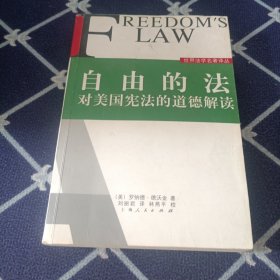 FREEDOM'S
LAW
世界法学名著译丛
自由的法
对美国宪法的道德解读
〔美〕罗纳德·德沃金 著
刘丽君 译 林燕平 校
上海人民出版社